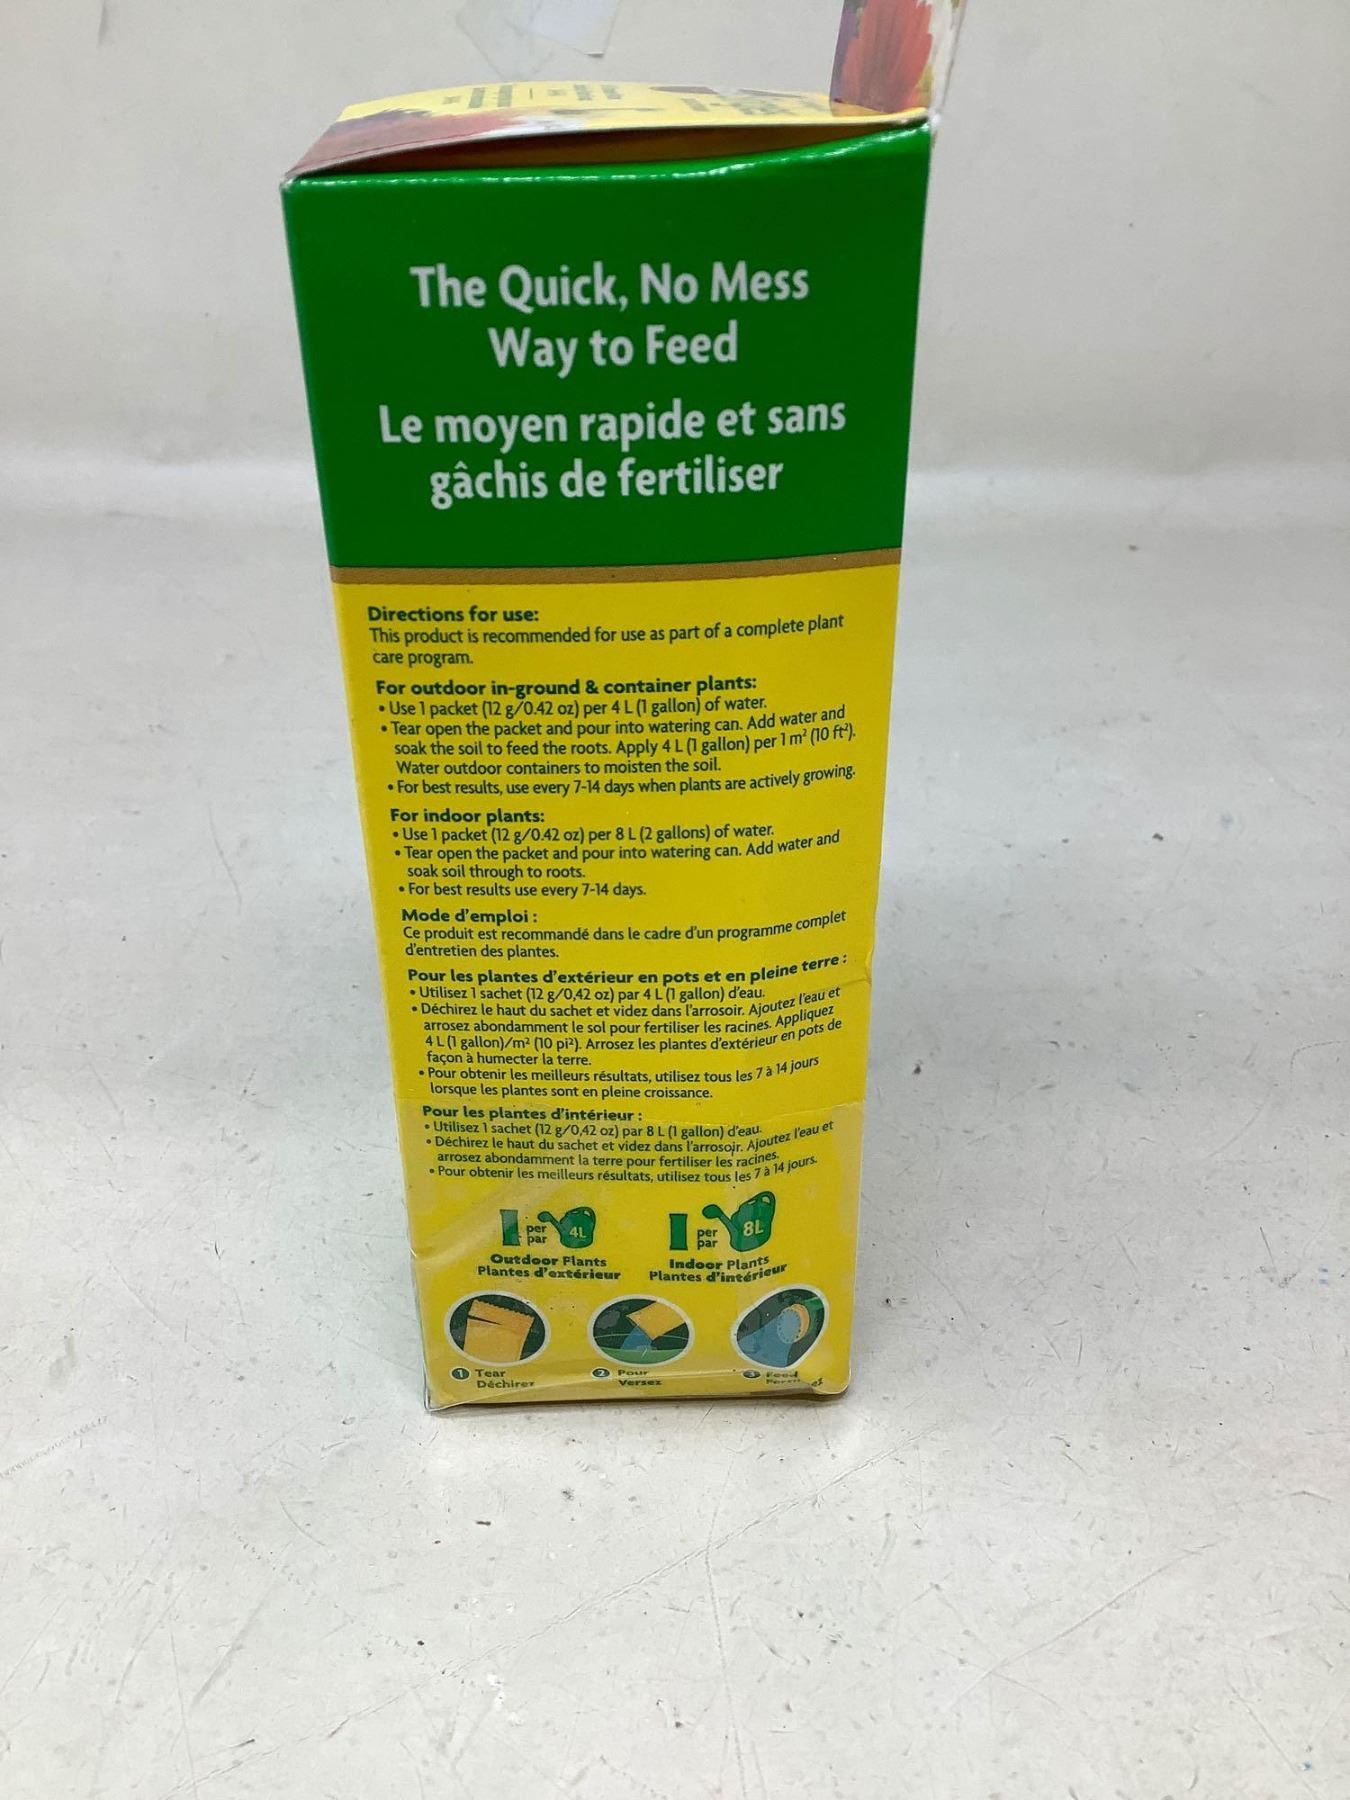 The Quick, No Mess
Way to Feed
Le moyen rapide et sans
gâchis de fertiliser
Directions for use:
This product is recommended for use as part of a complete plant
care program.
For outdoor in-ground & container plants:
• Use 1 packet (12 g/0.42 oz) per 4 L (1 gallon) of water.
• Tear open the packet and pour into watering can. Add water and
soak the soil to feed the roots. Apply 4 L (1 gallon) per 1 m² (10 ft²).
Water outdoor containers to moisten the soil.
• For best results, use every 7-14 days when plants are actively growing.
For indoor plants:
• Use 1 packet (12 g/0.42 oz) per 8 L (2 gallons) of water.
• Tear open the packet and pour into watering can. Add water and
soak soil through to roots.
• For best results use every 7-14 days.
Mode d'emploi :
Ce produit est recommandé dans le cadre d'un programme complet
d'entretien des plantes.
Pour les plantes d'extérieur en pots et en pleine terre :
• Utilisez 1 sachet (12 g/0,42 oz) par 4 L (1 gallon) d'eau.
• Déchirez le haut du sachet et videz dans l'arrosoir. Ajoutez l'eau et
arrosez abondamment le sol pour fertiliser les racines. Appliquez
4 L (1 gallon)/m² (10 pi²). Arrosez les plantes d'extérieur en pots de
façon à humecter la terre.
• Pour obtenir les meilleurs résultats, utilisez tous les 7 à 14 jours
lorsque les plantes sont en pleine croissance.
Pour les plantes d'intérieur :
• Utilisez 1 sachet (12 g/0,42 oz) par 8 L (1 gallon) d'eau.
• Déchirez le haut du sachet et videz dans l'arrosoir. Ajoutez l'eau et
arrosez abondamment la terre pour fertiliser les racines.
• Pour obtenir les meilleurs résultats, utilisez tous les 7 à 14 jours.
per par 4L
per par 8L
Outdoor Plants
Plantes d'extérieur
Indoor Plants
Plantes d'intérieur
1 Tear
Déchirez
2 Pour
Versez
3 Feed